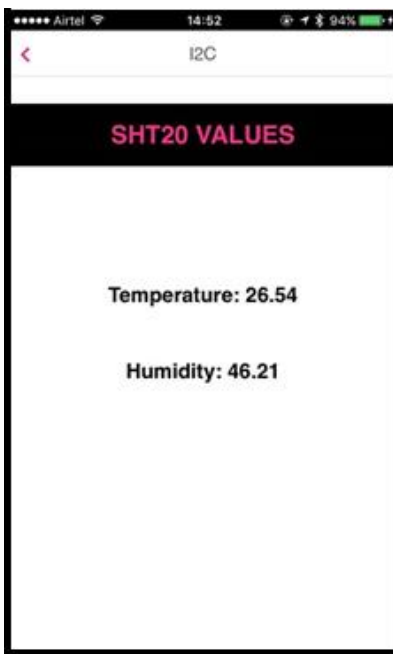 Airtel 14:52 94%
I2C
SHT20 VALUES
Temperature: 26.54
Humidity: 46.21